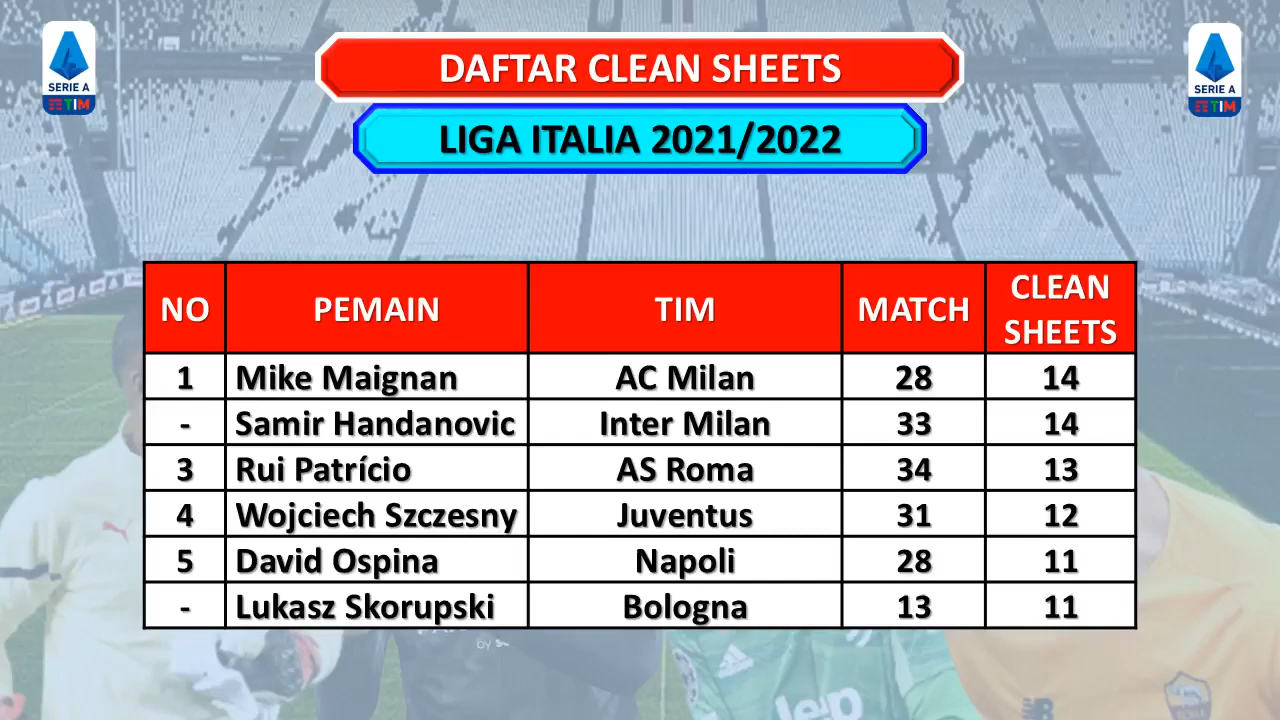 SERIE A
TIM
DAFTAR CLEAN SHEETS
LIGA ITALIA 2021/2022
SERIE A
TIM
NO PEMAIN TIM MATCH CLEAN SHEETS
1 Mike Maignan AC Milan 28 14
- Samir Handanovic Inter Milan 33 14
3 Rui Patrício AS Roma 34 13
4 Wojciech Szczesny Juventus 31 12
5 David Ospina Napoli 28 11
- Lukasz Skorupski Bologna 13 11
by
Jeep